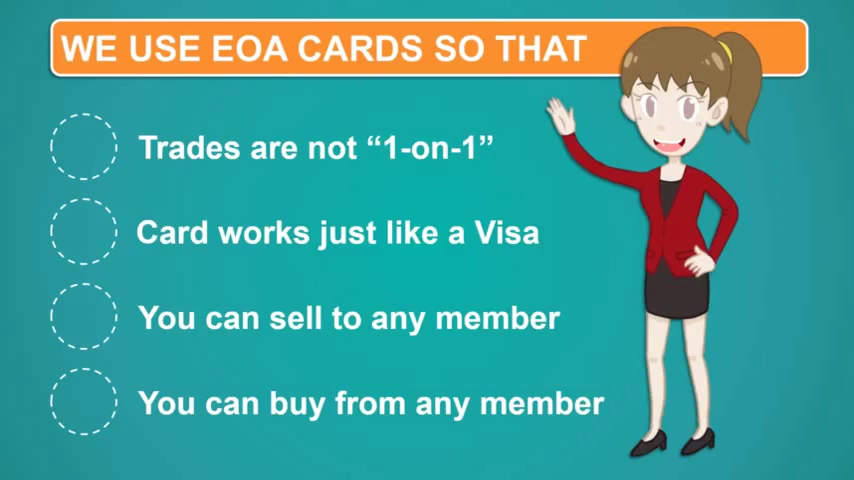 WE USE EOA CARDS SO THAT
Trades are not “1-on-1”
Card works just like a Visa
You can sell to any member
You can buy from any member